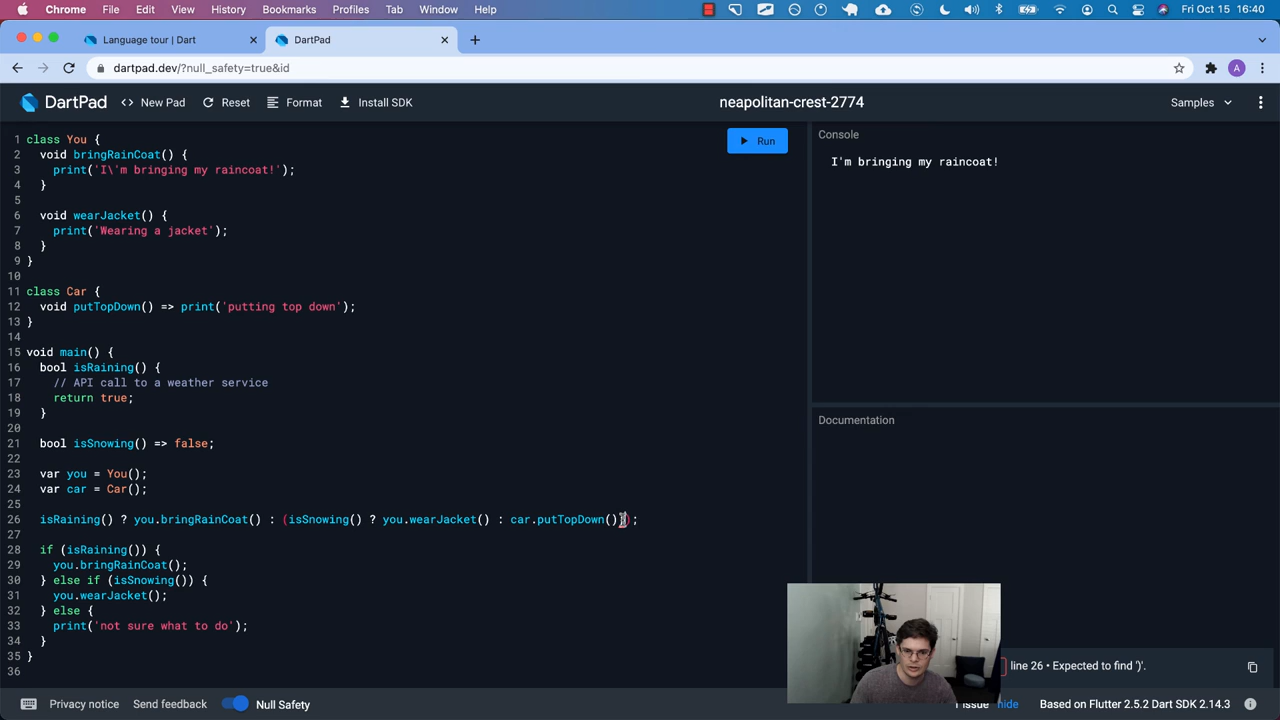 Chrome File Edit View History Bookmarks Profiles Tab Window Help Fri Oct 15 16:40
Language tour | Dart
DartPad
dartpad.dev/?null_safety=true&id
A
DartPad <> New Pad Reset Format Install SDK neapolitan-crest-2774 Samples
1 class You {
2 void bringRainCoat() {
3 print('I\'m bringing my raincoat!');
4 }
5
6 void wearJacket() {
7 print('Wearing a jacket');
8 }
9 }
10
11 class Car {
12 void putTopDown() => print('putting top down');
13 }
14
15 void main() {
16 bool isRaining() {
17 // API call to a weather service
18 return true;
19 }
20
21 bool isSnowing() => false;
22
23 var you = You();
24 var car = Car();
25
26 isRaining() ? you.bringRainCoat() : (isSnowing() ? you.wearJacket() : car.putTopDown());
27
28 if (isRaining()) {
29 you.bringRainCoat();
30 } else if (isSnowing()) {
31 you.wearJacket();
32 } else {
33 print('not sure what to do');
34 }
35 }
36
Run
Console
I'm bringing my raincoat!
Documentation
line 26 • Expected to find ')'.
Privacy notice Send feedback Null Safety 1 issue hide Based on Flutter 2.5.2 Dart SDK 2.14.3